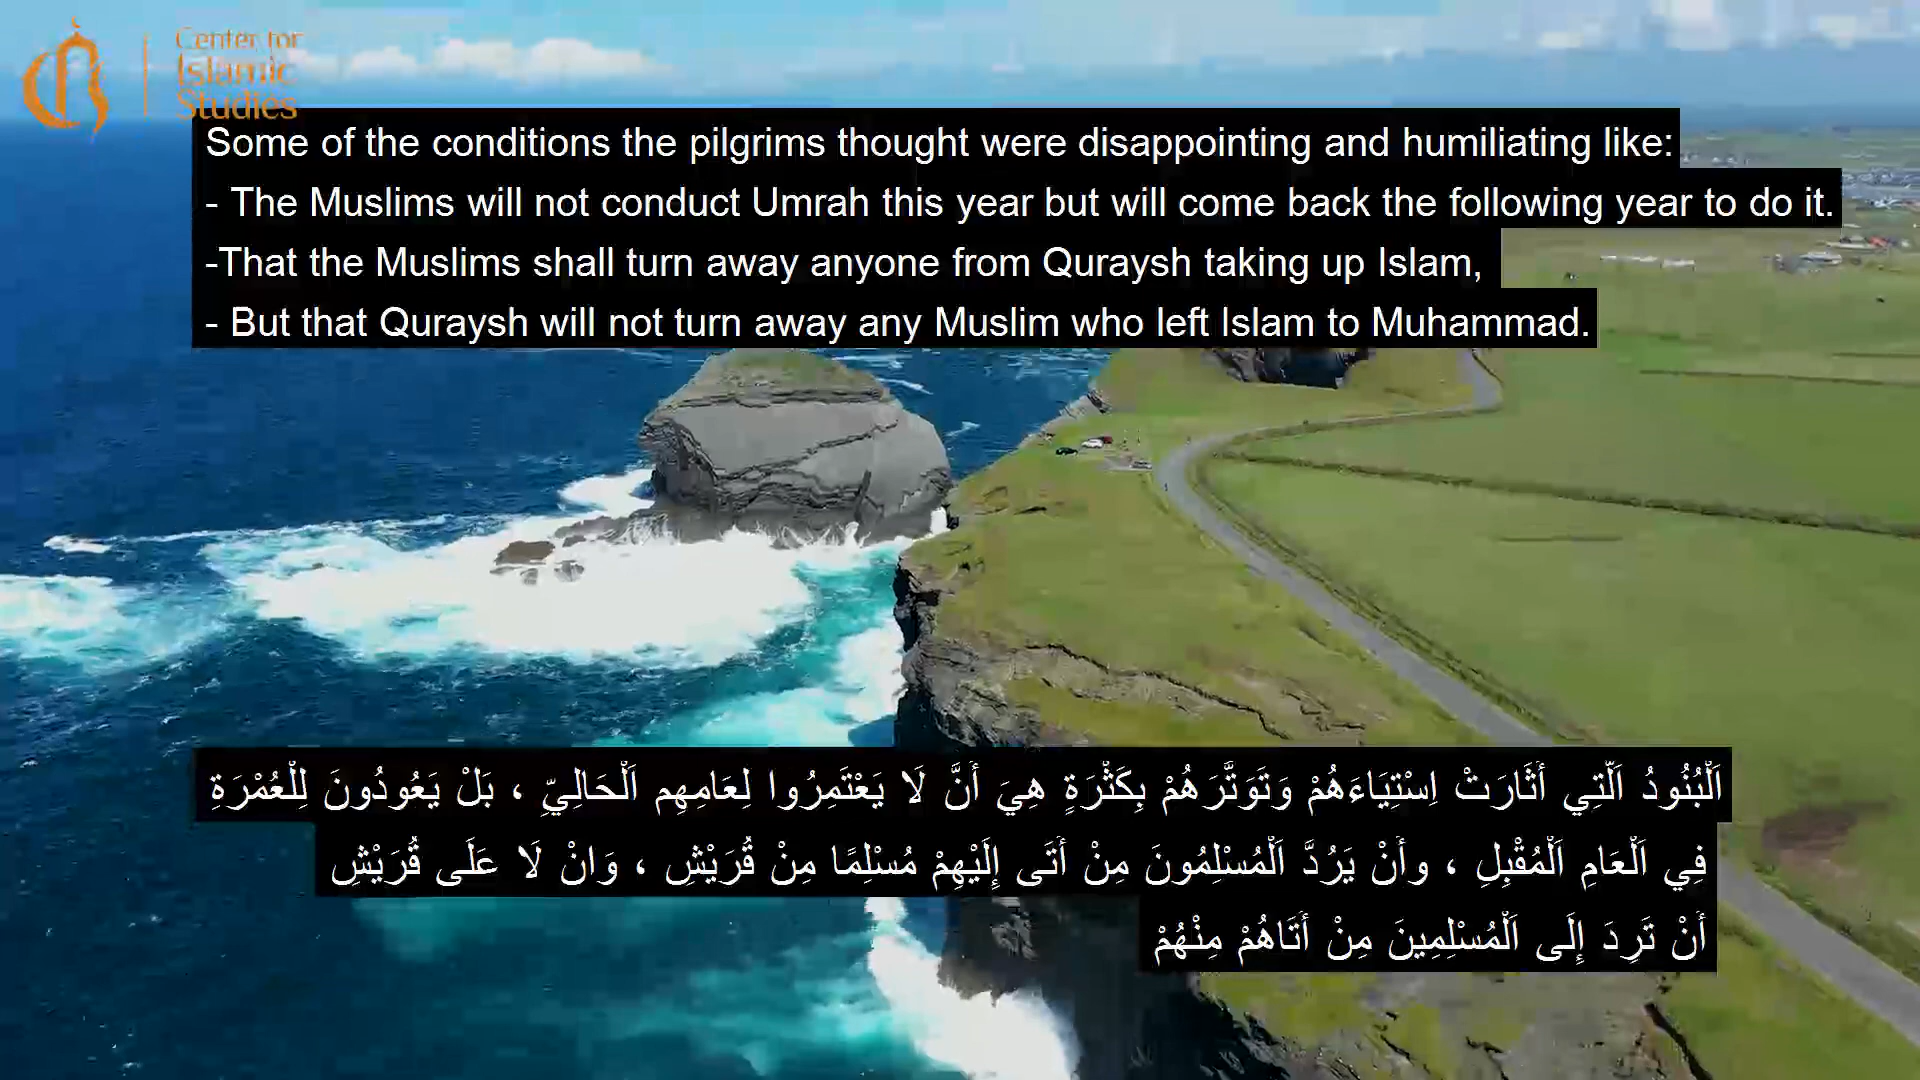 Center for
Islamic
Studies
Some of the conditions the pilgrims thought were disappointing and humiliating like:
- The Muslims will not conduct Umrah this year but will come back the following year to do it.
-That the Muslims shall turn away anyone from Quraysh taking up Islam,
- But that Quraysh will not turn away any Muslim who left Islam to Muhammad.
اَلْبُنُودُ اَلَّتِي أَثَارَتْ اِسْتِيَاءَهُمْ وَتَوَتَّرَهُمْ بِكَثْرَةٍ هِيَ أَنَّ لَا يَعْتَمِرُوا لِعَامِهِم اَلْحَالِيِّ ، بَلْ يَعُودُونَ لِلْعُمْرَةِ
فِي اَلْعَامِ اَلْمُقْبِلِ ، وأَنْ يَرُدَّ اَلْمُسْلِمُونَ مِنْ أَتَى إِلَيْهِمْ مُسْلِمًا مِنْ قُرَيْشِ ، وَانْ لَا عَلَى قُرَيْشِ
أَنْ تَرِدَ إِلَى اَلْمُسْلِمِينَ مِنْ أَتَاهُمْ مِنْهُمْ